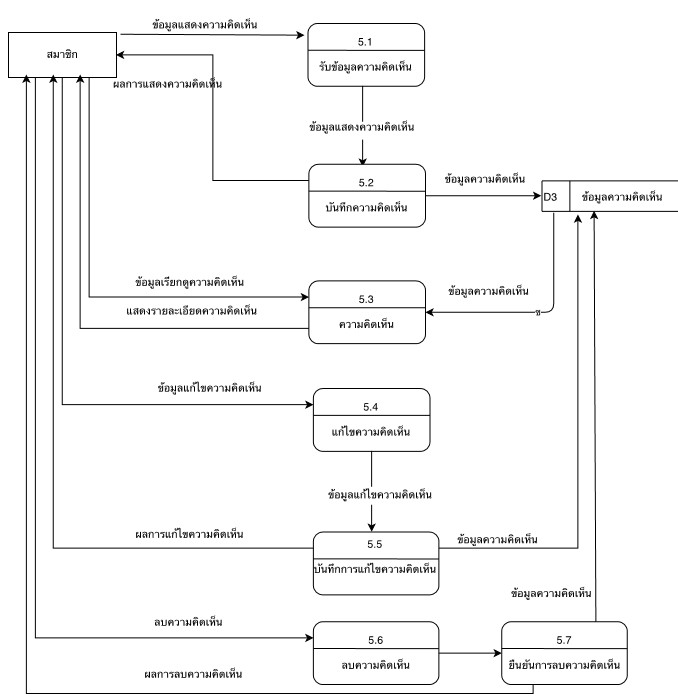 ข้อมูลแสดงความคิดเห็น
สมาชิก
5.1
รับข้อมูลความคิดเห็น
ผลการแสดงความคิดเห็น
ข้อมูลแสดงความคิดเห็น
5.2
บันทึกความคิดเห็น
ข้อมูลความคิดเห็น
D3
ข้อมูลความคิดเห็น
ข้อมูลเรียกดูความคิดเห็น
แสดงรายละเอียดความคิดเห็น
5.3
ความคิดเห็น
ข้อมูลความคิดเห็น
ข้อมูลแก้ไขความคิดเห็น
5.4
แก้ไขความคิดเห็น
ข้อมูลแก้ไขความคิดเห็น
ผลการแก้ไขความคิดเห็น
5.5
บันทึกการแก้ไขความคิดเห็น
ข้อมูลความคิดเห็น
ข้อมูลความคิดเห็น
ลบความคิดเห็น
5.6
ลบความคิดเห็น
5.7
ยืนยันการลบความคิดเห็น
ผลการลบความคิดเห็น